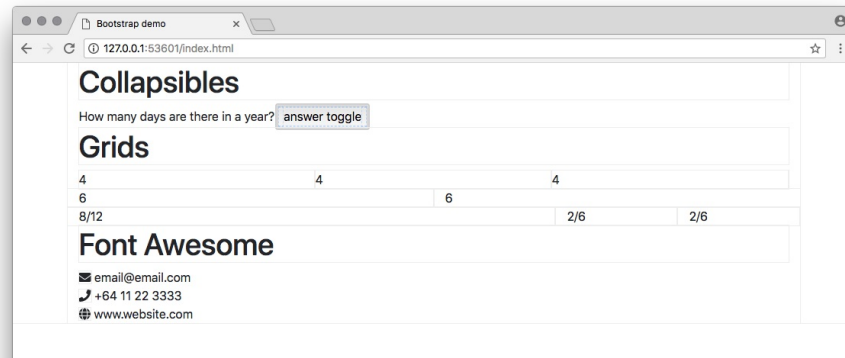 Bootstrap demo
127.0.0.1:53601/index.html
Collapsibles
How many days are there in a year? answer toggle
Grids
4 4 4
6 6
8/12 2/6 2/6
Font Awesome
email@email.com
+64 11 22 3333
www.website.com